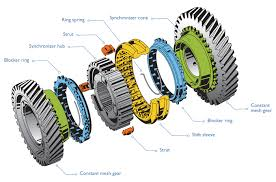 Synchronizer cone
Ring spring
Strut
Synchronizer hub
Blocker ring
Constant
mesh gear
Blocker ring
Slide sleeve
Strut
Constant mesh gear